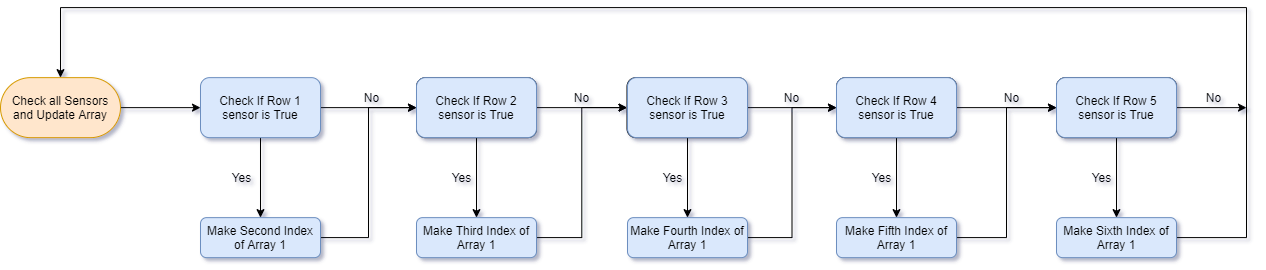 Check all Sensors
and Update Array
Check If Row 1
sensor is True
No
Check If Row 2
sensor is True
No
Check If Row 3
sensor is True
No
Check If Row 4
sensor is True
No
Check If Row 5
sensor is True
No
Yes
Yes
Yes
Yes
Yes
Make Second Index
of Array 1
Make Third Index of
Array 1
Make Fourth Index of
Array 1
Make Fifth Index of
Array 1
Make Sixth Index of
Array 1